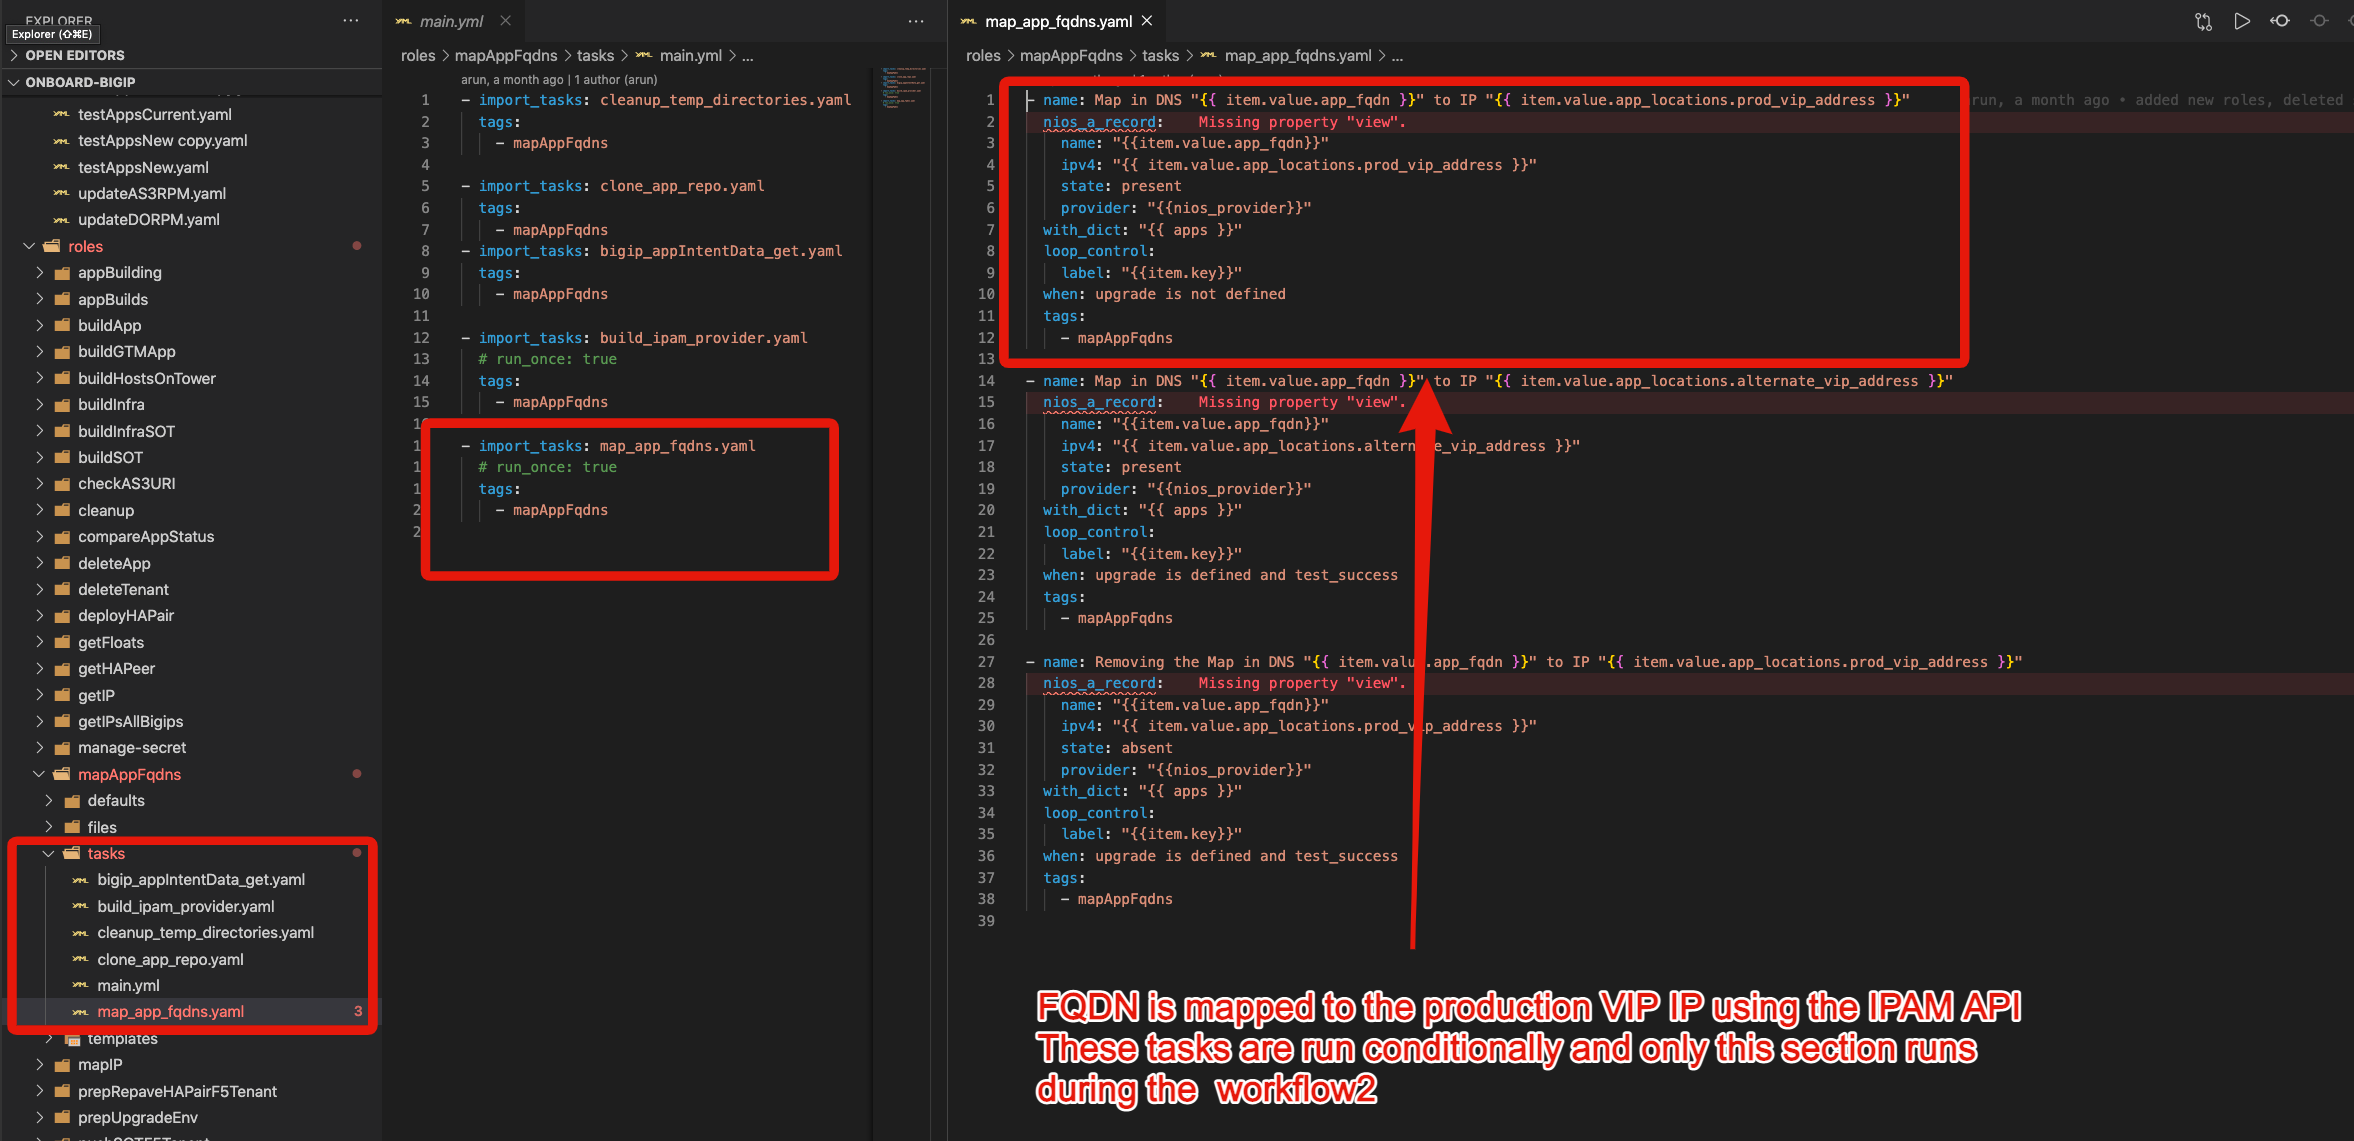 EXPLORER
Explorer (⇧⌘E)
OPEN EDITORS
ONBOARD-BIGIP
testAppsCurrent.yaml
testAppsNew copy.yaml
testAppsNew.yaml
updateAS3RPM.yaml
updateDORPM.yaml
roles
appBuilding
appBuilds
buildApp
buildGTMApp
buildHostsOnTower
buildInfra
buildInfraSOT
buildSOT
checkAS3URI
cleanup
compareAppStatus
deleteApp
deleteTenant
deployHAPair
getFloats
getHAPeer
getIP
getIPsAllBigips
manage-secret
mapAppFqdns
defaults
files
tasks
bigip_appIntentData_get.yaml
build_ipam_provider.yaml
cleanup_temp_directories.yaml
clone_app_repo.yaml
main.yml
map_app_fqdns.yaml 3
templates
mapIP
prepRepaveHAPairF5Tenant
prepUpgradeEnv
main.yml
roles > mapAppFqdns > tasks > main.yml > ...
arun, a month ago | 1 author (arun)
1 - import_tasks: cleanup_temp_directories.yaml
2 tags:
3 - mapAppFqdns
4
5 - import_tasks: clone_app_repo.yaml
6 tags:
7 - mapAppFqdns
8 - import_tasks: bigip_appIntentData_get.yaml
9 tags:
10 - mapAppFqdns
11
12 - import_tasks: build_ipam_provider.yaml
13 # run_once: true
14 tags:
15 - mapAppFqdns
- import_tasks: map_app_fqdns.yaml
# run_once: true
tags:
- mapAppFqdns
map_app_fqdns.yaml
roles > mapAppFqdns > tasks > map_app_fqdns.yaml > ...
1 - name: Map in DNS "{{ item.value.app_fqdn }}" to IP "{{ item.value.app_locations.prod_vip_address }}" arun, a month ago • added new roles, deleted
2 nios_a_record: Missing property "view".
3 name: "{{item.value.app_fqdn}}"
4 ipv4: "{{ item.value.app_locations.prod_vip_address }}"
5 state: present
6 provider: "{{nios_provider}}"
7 with_dict: "{{ apps }}"
8 loop_control:
9 label: "{{item.key}}"
10 when: upgrade is not defined
11 tags:
12 - mapAppFqdns
13
14 - name: Map in DNS "{{ item.value.app_fqdn }}" to IP "{{ item.value.app_locations.alternate_vip_address }}"
15 nios_a_record: Missing property "view".
16 name: "{{item.value.app_fqdn}}"
17 ipv4: "{{ item.value.app_locations.alternate_vip_address }}"
18 state: present
19 provider: "{{nios_provider}}"
20 with_dict: "{{ apps }}"
21 loop_control:
22 label: "{{item.key}}"
23 when: upgrade is defined and test_success
24 tags:
25 - mapAppFqdns
26
27 - name: Removing the Map in DNS "{{ item.value.app_fqdn }}" to IP "{{ item.value.app_locations.prod_vip_address }}"
28 nios_a_record: Missing property "view".
29 name: "{{item.value.app_fqdn}}"
30 ipv4: "{{ item.value.app_locations.prod_vip_address }}"
31 state: absent
32 provider: "{{nios_provider}}"
33 with_dict: "{{ apps }}"
34 loop_control:
35 label: "{{item.key}}"
36 when: upgrade is defined and test_success
37 tags:
38 - mapAppFqdns
39
FQDN is mapped to the production VIP IP using the IPAM API
These tasks are run conditionally and only this section runs
during the workflow2